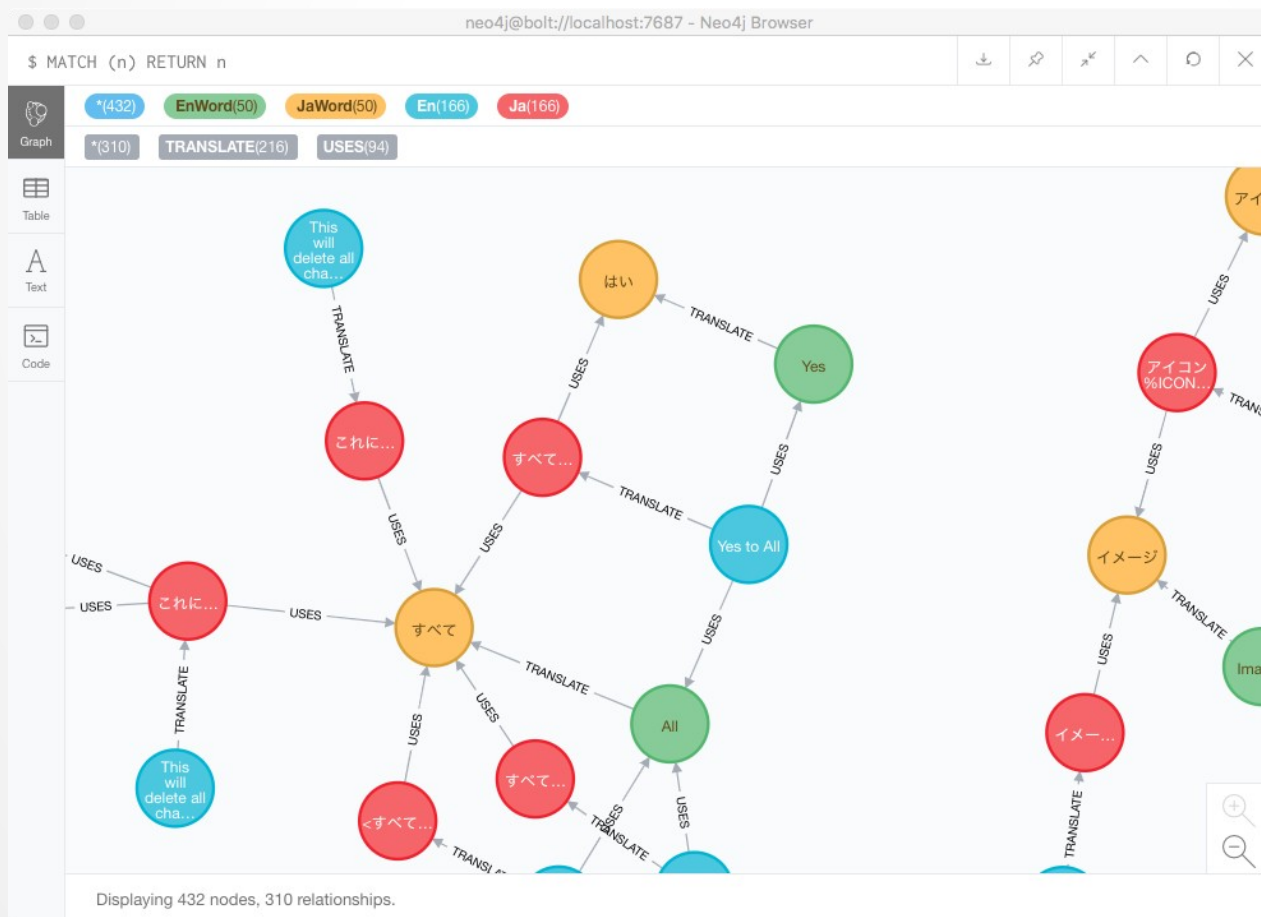 neo4j@bolt://localhost:7687 - Neo4j Browser
$ MATCH (n) RETURN n
*(432) EnWord(50) JaWord(50) En(166) Ja(166)
*(310) TRANSLATE(216) USES(94)
Graph
Table
Text
Code
This
will
delete all
cha...
TRANSLATE
これに...
USES
はい
TRANSLATE
Yes
USES
すべて...
USES
TRANSLATE
USES
Yes to All
USES
USES
USES
これに...
USES
すべて
TRANSLATE
All
TRANSLATE
This
will
delete all
cha...
USES
<すべて...
USES
すべて...
USES
USES
TRANSLATE
アイ
USES
アイコン
%ICON...
USES
イメージ
TRANSLATE
USES
イメー...
TRANSLATE
Displaying 432 nodes, 310 relationships.